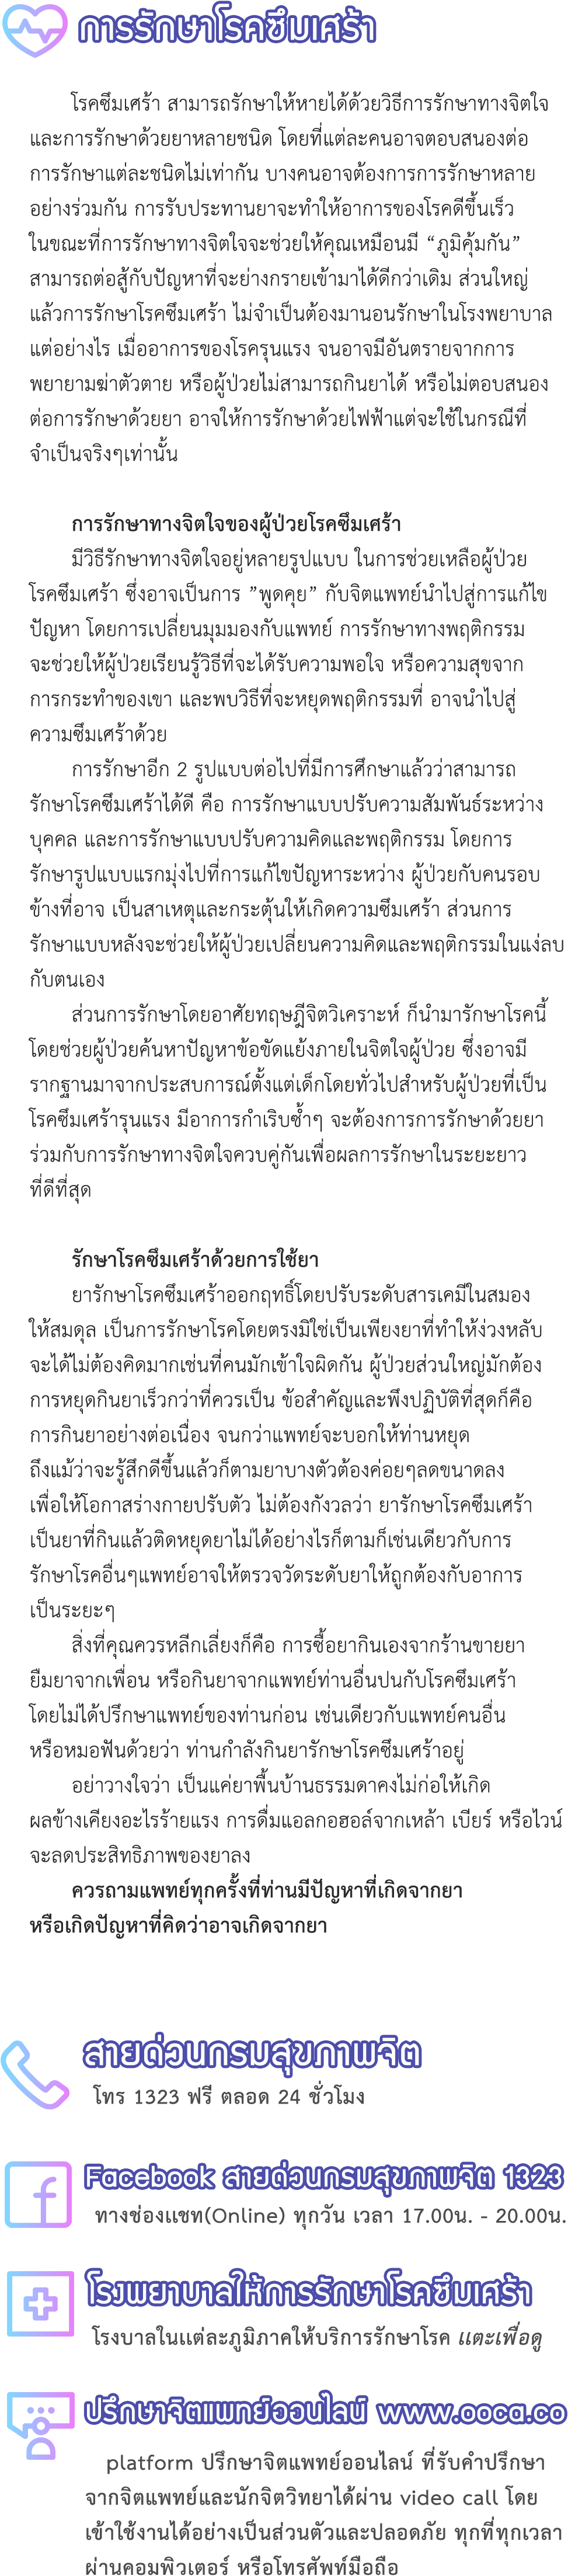 การรักษาโรคซึมเศร้า
โรคซึมเศร้า สามารถรักษาให้หายได้ด้วยวิธีการรักษาทางจิตใจ
และการรักษาด้วยยาหลายชนิด โดยที่แต่ละคนอาจตอบสนองต่อ
การรักษาแต่ละชนิดไม่เท่ากัน บางคนอาจต้องการการรักษาหลาย
อย่างร่วมกัน การรับประทานยาจะทำให้อาการของโรคดีขึ้นเร็ว
ในขณะที่การรักษาทางจิตใจจะช่วยให้คุณเหมือนมี “ภูมิคุ้มกัน”
สามารถต่อสู้กับปัญหาที่จะย่างกรายเข้ามาได้ดีกว่าเดิม ส่วนใหญ่
แล้วการรักษาโรคซึมเศร้า ไม่จำเป็นต้องมานอนรักษาในโรงพยาบาล
แต่อย่างไร เมื่ออาการของโรครุนแรง จนอาจมีอันตรายจากการ
พยายามฆ่าตัวตาย หรือผู้ป่วยไม่สามารถกินยาได้ หรือไม่ตอบสนอง
ต่อการรักษาด้วยยา อาจให้การรักษาด้วยไฟฟ้าแต่จะใช้ในกรณีที่
จำเป็นจริงๆเท่านั้น
การรักษาทางจิตใจของผู้ป่วยโรคซึมเศร้า
มีวิธีรักษาทางจิตใจอยู่หลายรูปแบบ ในการช่วยเหลือผู้ป่วย
โรคซึมเศร้า ซึ่งอาจเป็นการ ”พูดคุย” กับจิตแพทย์นำไปสู่การแก้ไข
ปัญหา โดยการเปลี่ยนมุมมองกับแพทย์ การรักษาทางพฤติกรรม
จะช่วยให้ผู้ป่วยเรียนรู้วิธีที่จะได้รับความพอใจ หรือความสุขจาก
การกระทำของเขา และพบวิธีที่จะหยุดพฤติกรรมที่ อาจนำไปสู่
ความซึมเศร้าด้วย
การรักษาอีก 2 รูปแบบต่อไปที่มีการศึกษาแล้วว่าสามารถ
รักษาโรคซึมเศร้าได้ดี คือ การรักษาแบบปรับความสัมพันธ์ระหว่าง
บุคคล และการรักษาแบบปรับความคิดและพฤติกรรม โดยการ
รักษารูปแบบแรกมุ่งไปที่การแก้ไขปัญหาระหว่าง ผู้ป่วยกับคนรอบ
ข้างที่อาจ เป็นสาเหตุและกระตุ้นให้เกิดความซึมเศร้า ส่วนการ
รักษาแบบหลังจะช่วยให้ผู้ป่วยเปลี่ยนความคิดและพฤติกรรมในแง่ลบ
กับตนเอง
ส่วนการรักษาโดยอาศัยทฤษฎีจิตวิเคราะห์ ก็นำมารักษาโรคนี้
โดยช่วยผู้ป่วยค้นหาปัญหาข้อขัดแย้งภายในจิตใจผู้ป่วย ซึ่งอาจมี
รากฐานมาจากประสบการณ์ตั้งแต่เด็กโดยทั่วไปสำหรับผู้ป่วยที่เป็น
โรคซึมเศร้ารุนแรง มีอาการกำเริบซ้ำๆ จะต้องการการรักษาด้วยยา
ร่วมกับการรักษาทางจิตใจควบคู่กันเพื่อผลการรักษาในระยะยาว
ที่ดีที่สุด
รักษาโรคซึมเศร้าด้วยการใช้ยา
ยารักษาโรคซึมเศร้าออกฤทธิ์โดยปรับระดับสารเคมีในสมอง
ให้สมดุล เป็นการรักษาโรคโดยตรงมิใช่เป็นเพียงยาที่ทำให้ง่วงหลับ
จะได้ไม่ต้องคิดมากเช่นที่คนมักเข้าใจผิดกัน ผู้ป่วยส่วนใหญ่มักต้อง
การหยุดกินยาเร็วกว่าที่ควรเป็น ข้อสำคัญและพึงปฏิบัติที่สุดก็คือ
การกินยาอย่างต่อเนื่อง จนกว่าแพทย์จะบอกให้ท่านหยุด
ถึงแม้ว่าจะรู้สึกดีขึ้นแล้วก็ตามยาบางตัวต้องค่อยๆลดขนาดลง
เพื่อให้โอกาสร่างกายปรับตัว ไม่ต้องกังวลว่า ยารักษาโรคซึมเศร้า
เป็นยาที่กินแล้วติดหยุดยาไม่ได้อย่างไรก็ตามก็เช่นเดียวกับการ
รักษาโรคอื่นๆแพทย์อาจให้ตรวจวัดระดับยาให้ถูกต้องกับอาการ
เป็นระยะๆ
สิ่งที่คุณควรหลีกเลี่ยงก็คือ การซื้อยากินเองจากร้านขายยา
ยืมยาจากเพื่อน หรือกินยาจากแพทย์ท่านอื่นปนกับโรคซึมเศร้า
โดยไม่ได้ปรึกษาแพทย์ของท่านก่อน เช่นเดียวกับแพทย์คนอื่น
หรือหมอฟันด้วยว่า ท่านกำลังกินยารักษาโรคซึมเศร้าอยู่
อย่าวางใจว่า เป็นแค่ยาพื้นบ้านธรรมดาคงไม่ก่อให้เกิด
ผลข้างเคียงอะไรร้ายแรง การดื่มแอลกอฮอล์จากเหล้า เบียร์ หรือไวน์
จะลดประสิทธิภาพของยาลง
ควรถามแพทย์ทุกครั้งที่ท่านมีปัญหาที่เกิดจากยา
หรือเกิดปัญหาที่คิดว่าอาจเกิดจากยา
สายด่วนกรมสุขภาพจิต
โทร 1323 ฟรี ตลอด 24 ชั่วโมง
Facebook สายด่วนกรมสุขภาพจิต 1323
ทางช่องแชท(Online) ทุกวัน เวลา 17.00น. - 20.00น.
โรงพยาบาลให้การรักษาโรคซึมเศร้า
โรงบาลในแต่ละภูมิภาคให้บริการรักษาโรค แตะเพื่อดู
ปรึกษาจิตแพทย์ออนไลน์ www.ooca.co
platform ปรึกษาจิตแพทย์ออนไลน์ ที่รับคำปรึกษา
จากจิตแพทย์และนักจิตวิทยาได้ผ่าน video call โดย
เข้าใช้งานได้อย่างเป็นส่วนตัวและปลอดภัย ทุกที่ทุกเวลา
ผ่านคอมพิวเตอร์ หรือโทรศัพท์มือถือ